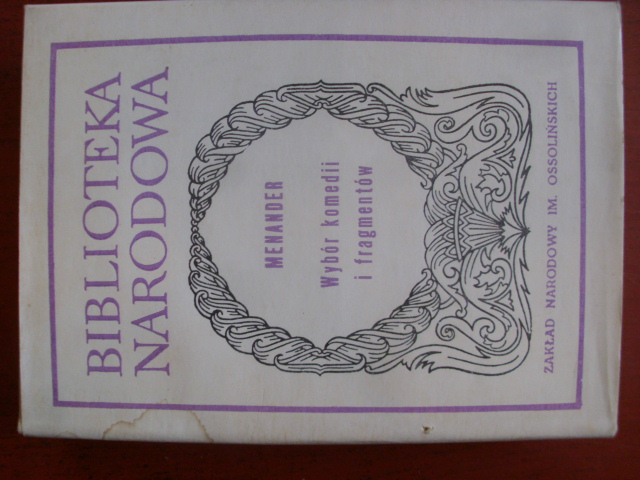 BIBLIOTEKA
NARODOWA
MENANDER
Wybór komedii
i fragmentów
ZAKŁAD NARODOWY IM. OSSOLIŃSKICH